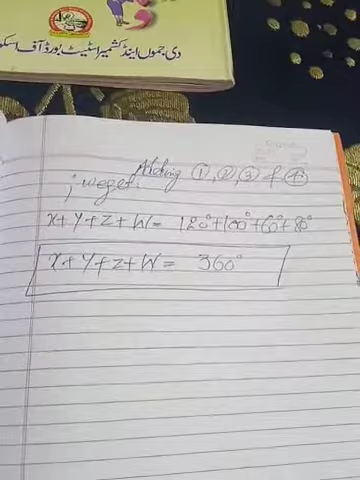 دی جموں اینڈ کشمیر اسٹیٹ بورڈ آف اسکو
Adding ①, ②, ③ & ④
; we get.
x+y+z+w = 120°+100°+60°+80°
x+y+z+w = 360°